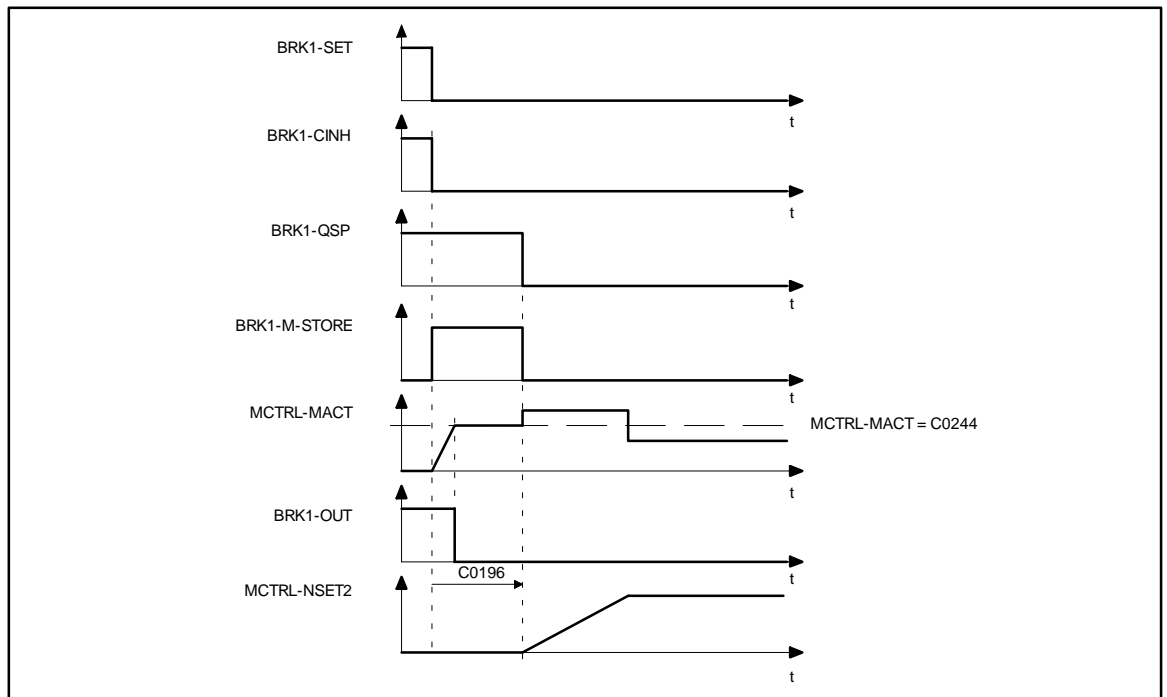 BRK1-SET
t
BRK1-CINH
t
BRK1-QSP
t
BRK1-M-STORE
t
MCTRL-MACT
MCTRL-MACT = C0244
t
BRK1-OUT
t
C0196
MCTRL-NSET2
t